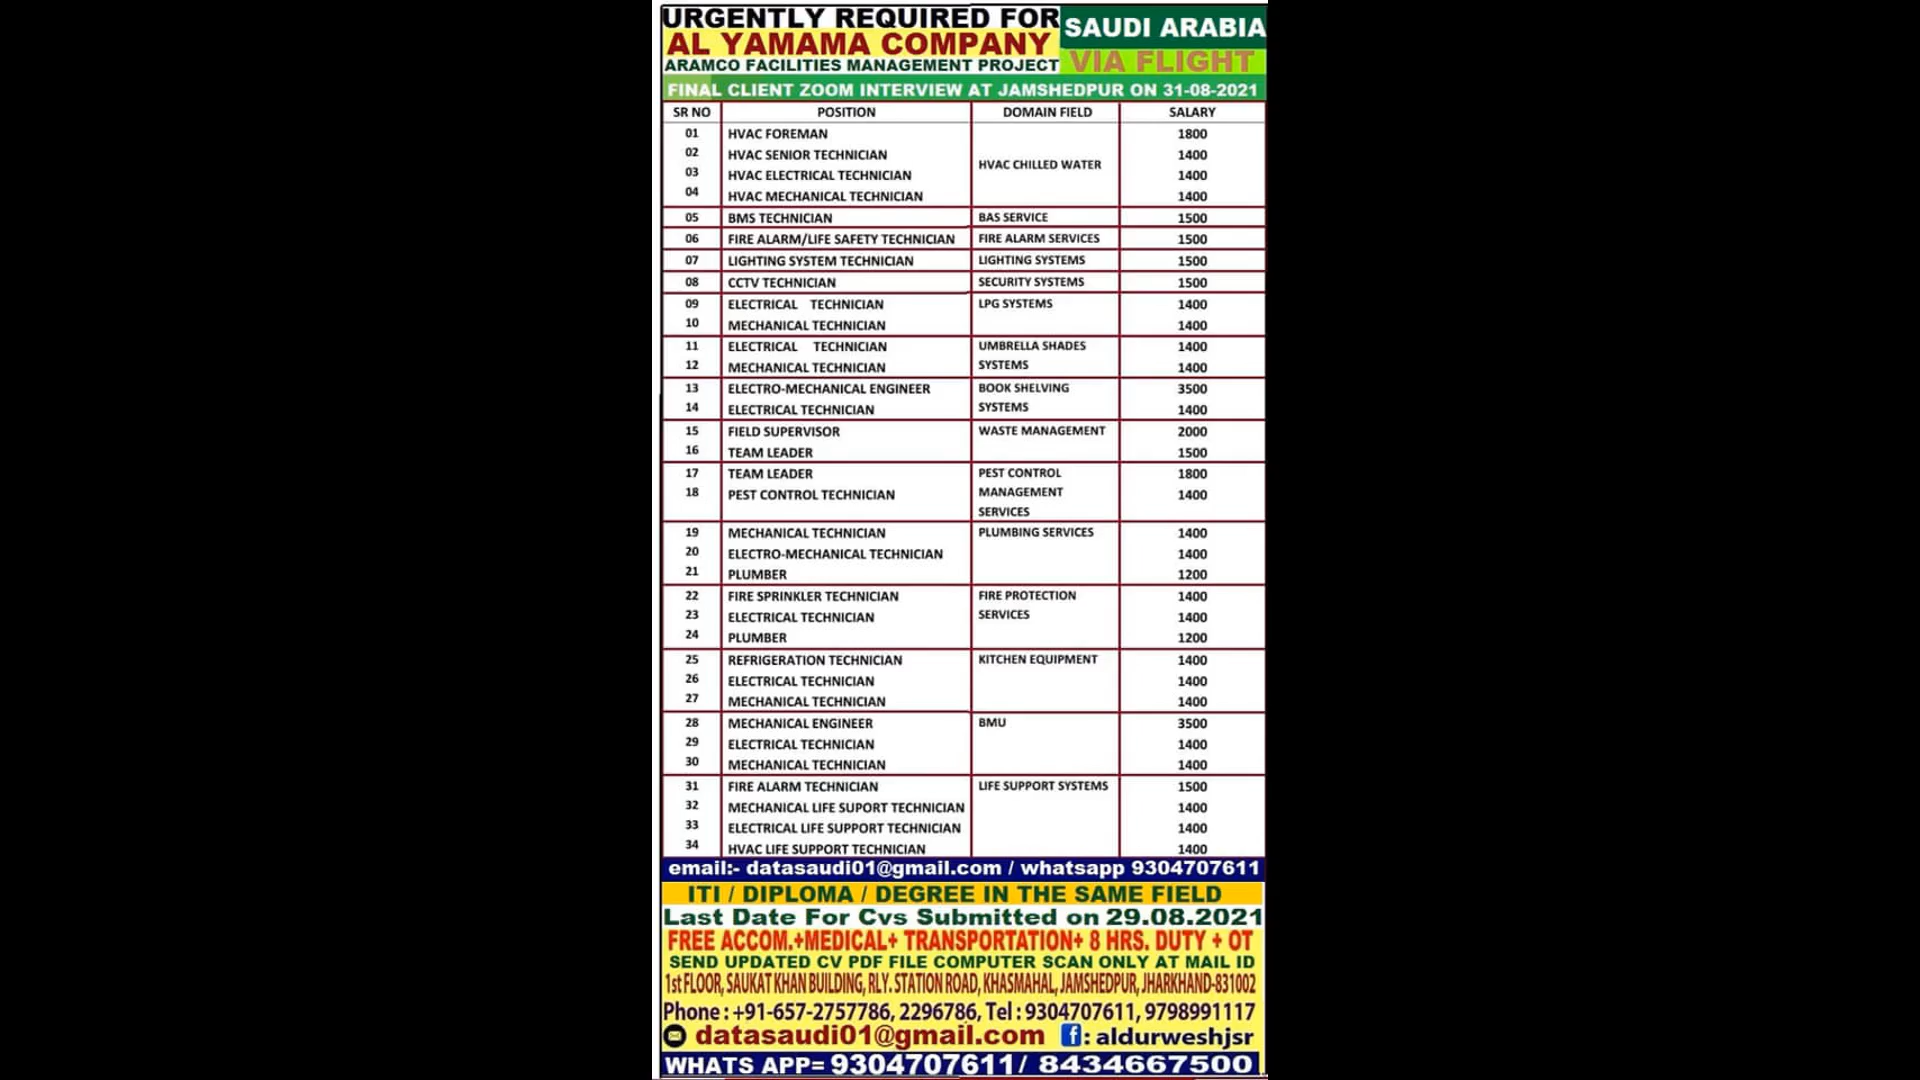 URGENTLY REQUIRED FOR
AL YAMAMA COMPANY
ARAMCO FACILITIES MANAGEMENT PROJECT
SAUDI ARABIA
VIA FLIGHT
FINAL CLIENT ZOOM INTERVIEW AT JAMSHEDPUR ON 31-08-2021
SR NO POSITION DOMAIN FIELD SALARY
01 HVAC FOREMAN HVAC CHILLED WATER 1800
02 HVAC SENIOR TECHNICIAN 1400
03 HVAC ELECTRICAL TECHNICIAN 1400
04 HVAC MECHANICAL TECHNICIAN 1400
05 BMS TECHNICIAN BAS SERVICE 1500
06 FIRE ALARM/LIFE SAFETY TECHNICIAN FIRE ALARM SERVICES 1500
07 LIGHTING SYSTEM TECHNICIAN LIGHTING SYSTEMS 1500
08 CCTV TECHNICIAN SECURITY SYSTEMS 1500
09 ELECTRICAL TECHNICIAN LPG SYSTEMS 1400
10 MECHANICAL TECHNICIAN 1400
11 ELECTRICAL TECHNICIAN UMBRELLA SHADES 1400
12 MECHANICAL TECHNICIAN SYSTEMS 1400
13 ELECTRO-MECHANICAL ENGINEER BOOK SHELVING 3500
14 ELECTRICAL TECHNICIAN SYSTEMS 1400
15 FIELD SUPERVISOR WASTE MANAGEMENT 2000
16 TEAM LEADER 1500
17 TEAM LEADER PEST CONTROL 1800
18 PEST CONTROL TECHNICIAN MANAGEMENT 1400
SERVICES
19 MECHANICAL TECHNICIAN PLUMBING SERVICES 1400
20 ELECTRO-MECHANICAL TECHNICIAN 1400
21 PLUMBER 1200
22 FIRE SPRINKLER TECHNICIAN FIRE PROTECTION 1400
23 ELECTRICAL TECHNICIAN SERVICES 1400
24 PLUMBER 1200
25 REFRIGERATION TECHNICIAN KITCHEN EQUIPMENT 1400
26 ELECTRICAL TECHNICIAN 1400
27 MECHANICAL TECHNICIAN 1400
28 MECHANICAL ENGINEER BMU 3500
29 ELECTRICAL TECHNICIAN 1400
30 MECHANICAL TECHNICIAN 1400
31 FIRE ALARM TECHNICIAN LIFE SUPPORT SYSTEMS 1500
32 MECHANICAL LIFE SUPORT TECHNICIAN 1400
33 ELECTRICAL LIFE SUPPORT TECHNICIAN 1400
34 HVAC LIFE SUPPORT TECHNICIAN 1400
email:- datasaudi01@gmail.com / whatsapp 9304707611
ITI / DIPLOMA / DEGREE IN THE SAME FIELD
Last Date For Cvs Submitted on 29.08.2021
FREE ACCOM.+MEDICAL+ TRANSPORTATION+ 8 HRS. DUTY + OT
SEND UPDATED CV PDF FILE COMPUTER SCAN ONLY AT MAIL ID
1st FLOOR, SAUKAT KHAN BUILDING, RLY. STATION ROAD, KHASMAHAL, JAMSHEDPUR, JHARKHAND-831002
Phone : +91-657-2757786, 2296786, Tel : 9304707611, 9798991117
datasaudi01@gmail.com f : aldurweshjsr
WHATS APP= 9304707611/ 8434667500